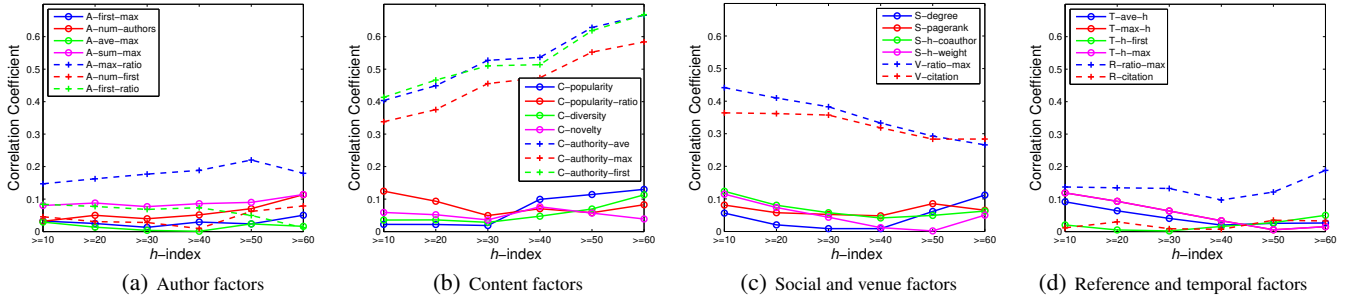 Correlation Coefficient
0.6
0.5
0.4
0.3
0.2
0.1
0
>=10 >=20 >=30 >=40 >=50 >=60
h-index
A-first-max
A-num-authors
A-ave-max
A-sum-max
A-max-ratio
A-num-first
A-first-ratio
(a) Author factors
Correlation Coefficient
0.6
0.5
0.4
0.3
0.2
0.1
0
>=10 >=20 >=30 >=40 >=50 >=60
h-index
C-popularity
C-popularity-ratio
C-diversity
C-novelty
C-authority-ave
C-authority-max
C-authority-first
(b) Content factors
Correlation Coefficient
0.6
0.5
0.4
0.3
0.2
0.1
0
>=10 >=20 >=30 >=40 >=50 >=60
h-index
S-degree
S-pagerank
S-h-coauthor
S-h-weight
V-ratio-max
V-citation
(c) Social and venue factors
Correlation Coefficient
0.6
0.5
0.4
0.3
0.2
0.1
0
>=10 >=20 >=30 >=40 >=50 >=60
h-index
T-ave-h
T-max-h
T-h-first
T-h-max
R-ratio-max
R-citation
(d) Reference and temporal factors